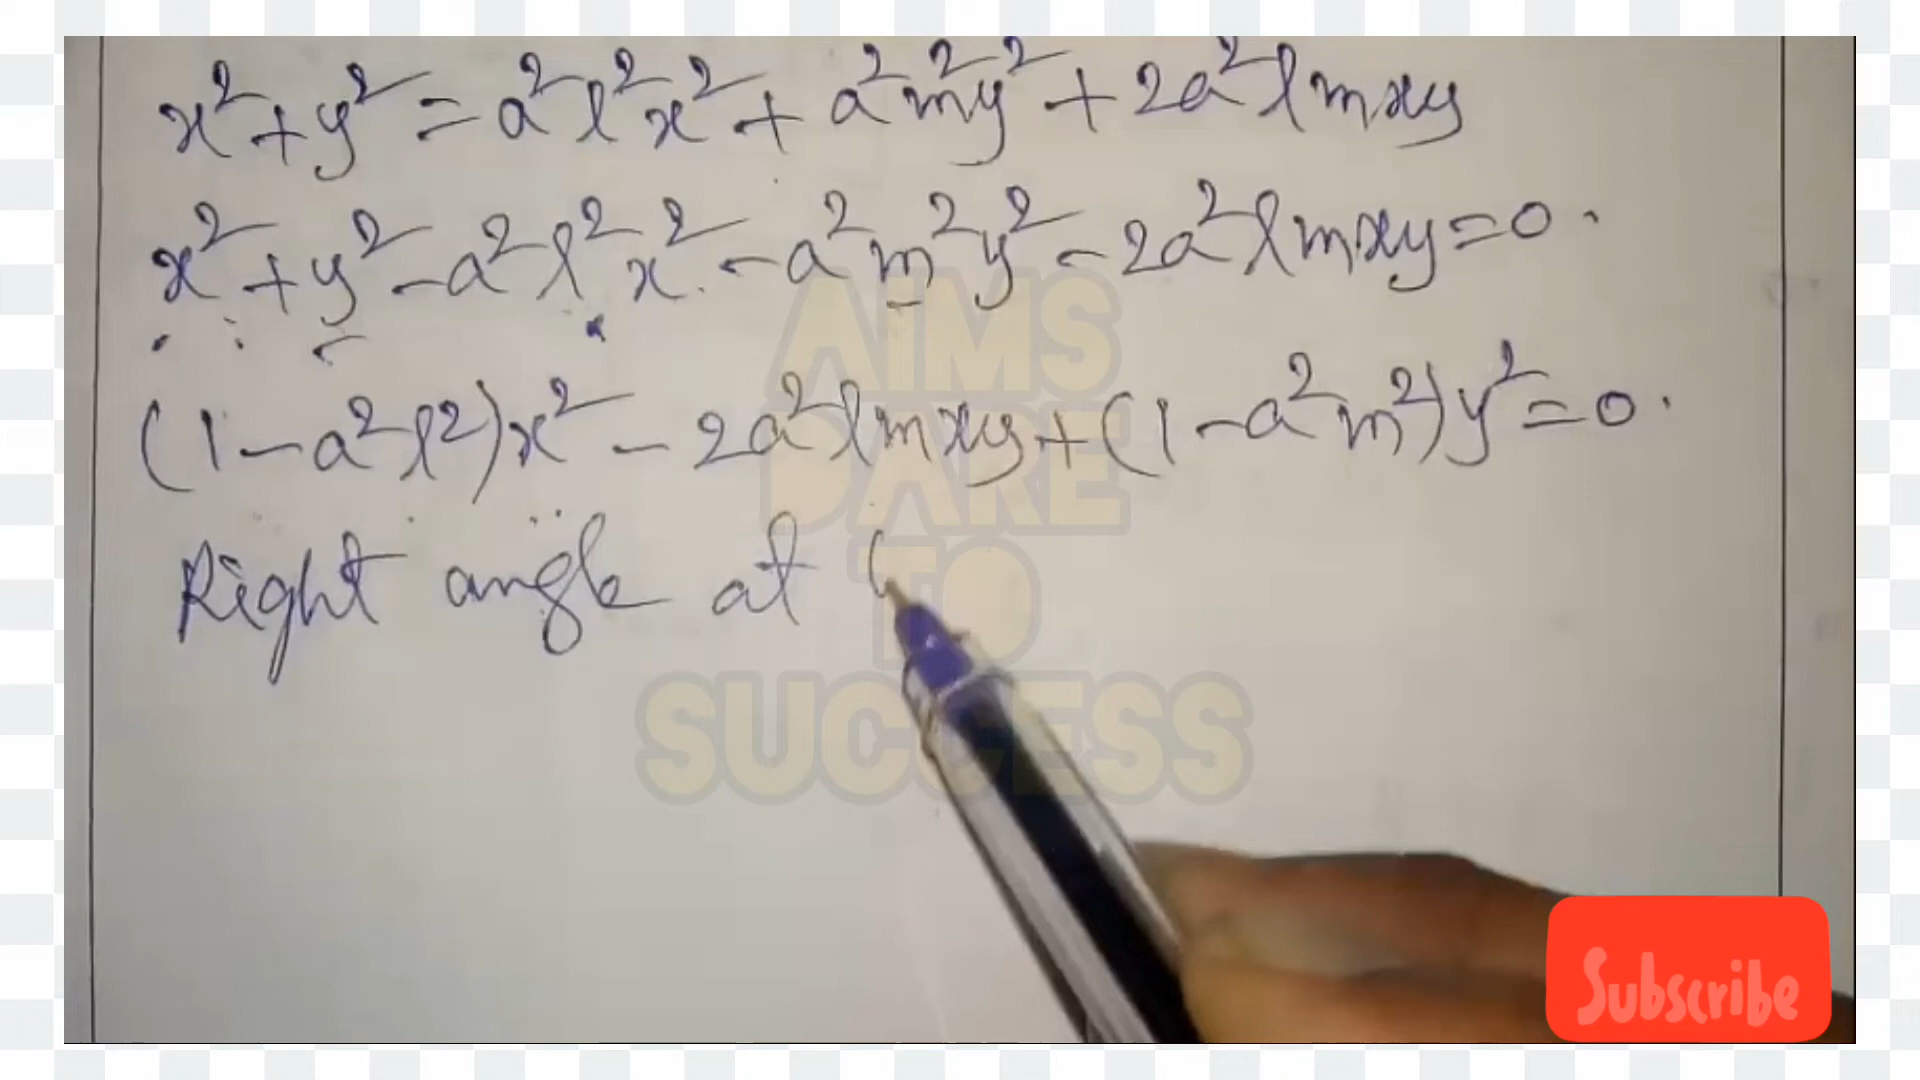 x²+y²=a²l²x²+a²m²y²+2a²lmxy
x²+y²-a²l²x²-a²m²y²-2a²lmxy=0.
(1-a²l²)x²-2a²lmxy+(1-a²m²)y²=0.
Right angle at
AIMS
DARE
TO
SUCCESS
Subscribe